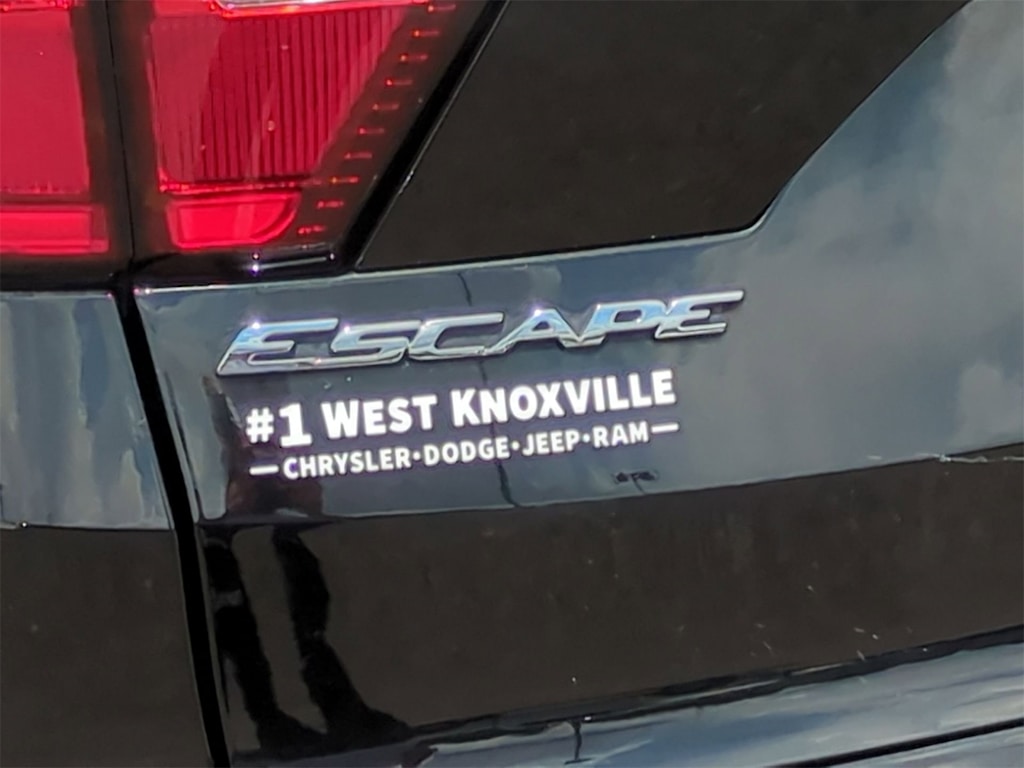 ESCAPE
#1 WEST KNOXVILLE
CHRYSLER•DODGE•JEEP•RAM